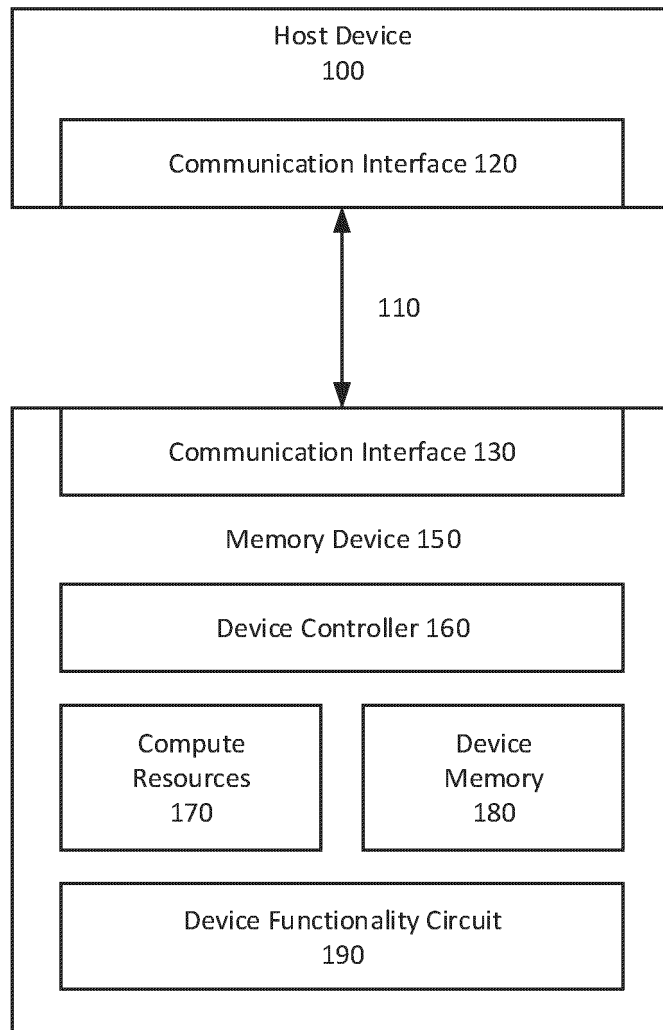 Host Device
100
Communication Interface 120
110
Communication Interface 130
Memory Device 150
Device Controller 160
Compute
Resources
170
Device
Memory
180
Device Functionality Circuit
190